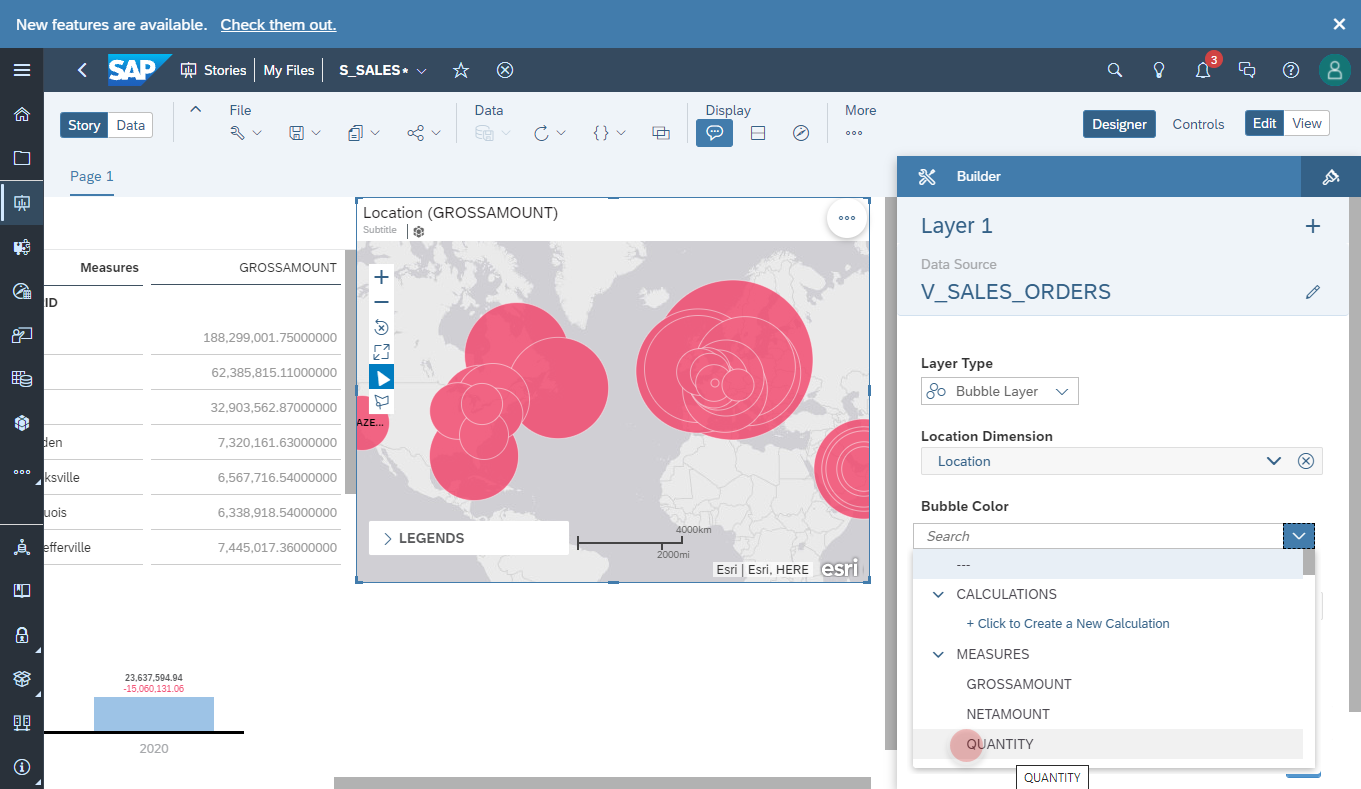 New features are available. Check them out.
SAP Stories My Files S_SALES* 3
Story Data
File
Data
Display
More
Designer Controls Edit View
Page 1
Measures GROSSAMOUNT
ID
188,299,001.75000000
62,385,815.11000000
32,903,562.87000000
den 7,320,161.63000000
ksville 6,567,716.54000000
uois 6,338,918.54000000
efferville 7,445,017.36000000
23,637,594.94
-15,060,131.06
2020
Location (GROSSAMOUNT)
Subtitle
AZE...
LEGENDS
4000km
2000mi
Esri | Esri, HERE esri
Builder
Layer 1
Data Source
V_SALES_ORDERS
Layer Type
Bubble Layer
Location Dimension
Location
Bubble Color
Search
---
CALCULATIONS
+ Click to Create a New Calculation
MEASURES
GROSSAMOUNT
NETAMOUNT
QUANTITY
QUANTITY